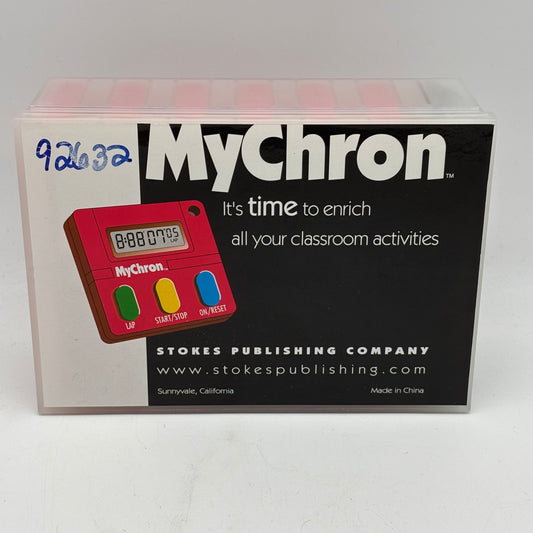 92632
MyChron™
It's time to enrich
all your classroom activities
8:88 07 05
LAP
MyChron™
LAP START/STOP ON/RESET
STOKES PUBLISHING COMPANY
www.stokespublishing.com
Sunnyvale, California Made in China